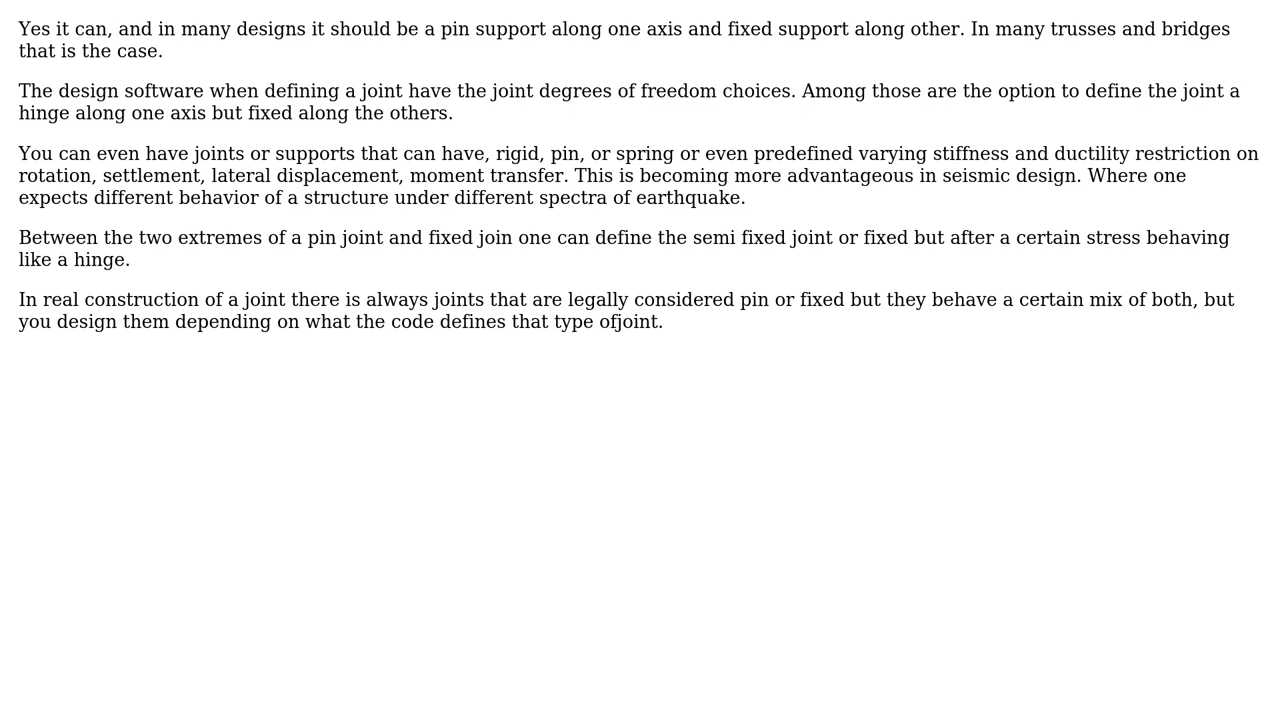 Yes it can, and in many designs it should be a pin support along one axis and fixed support along other. In many trusses and bridges
that is the case.
The design software when defining a joint have the joint degrees of freedom choices. Among those are the option to define the joint a
hinge along one axis but fixed along the others.
You can even have joints or supports that can have, rigid, pin, or spring or even predefined varying stiffness and ductility restriction on
rotation, settlement, lateral displacement, moment transfer. This is becoming more advantageous in seismic design. Where one
expects different behavior of a structure under different spectra of earthquake.
Between the two extremes of a pin joint and fixed join one can define the semi fixed joint or fixed but after a certain stress behaving
like a hinge.
In real construction of a joint there is always joints that are legally considered pin or fixed but they behave a certain mix of both, but
you design them depending on what the code defines that type ofjoint.